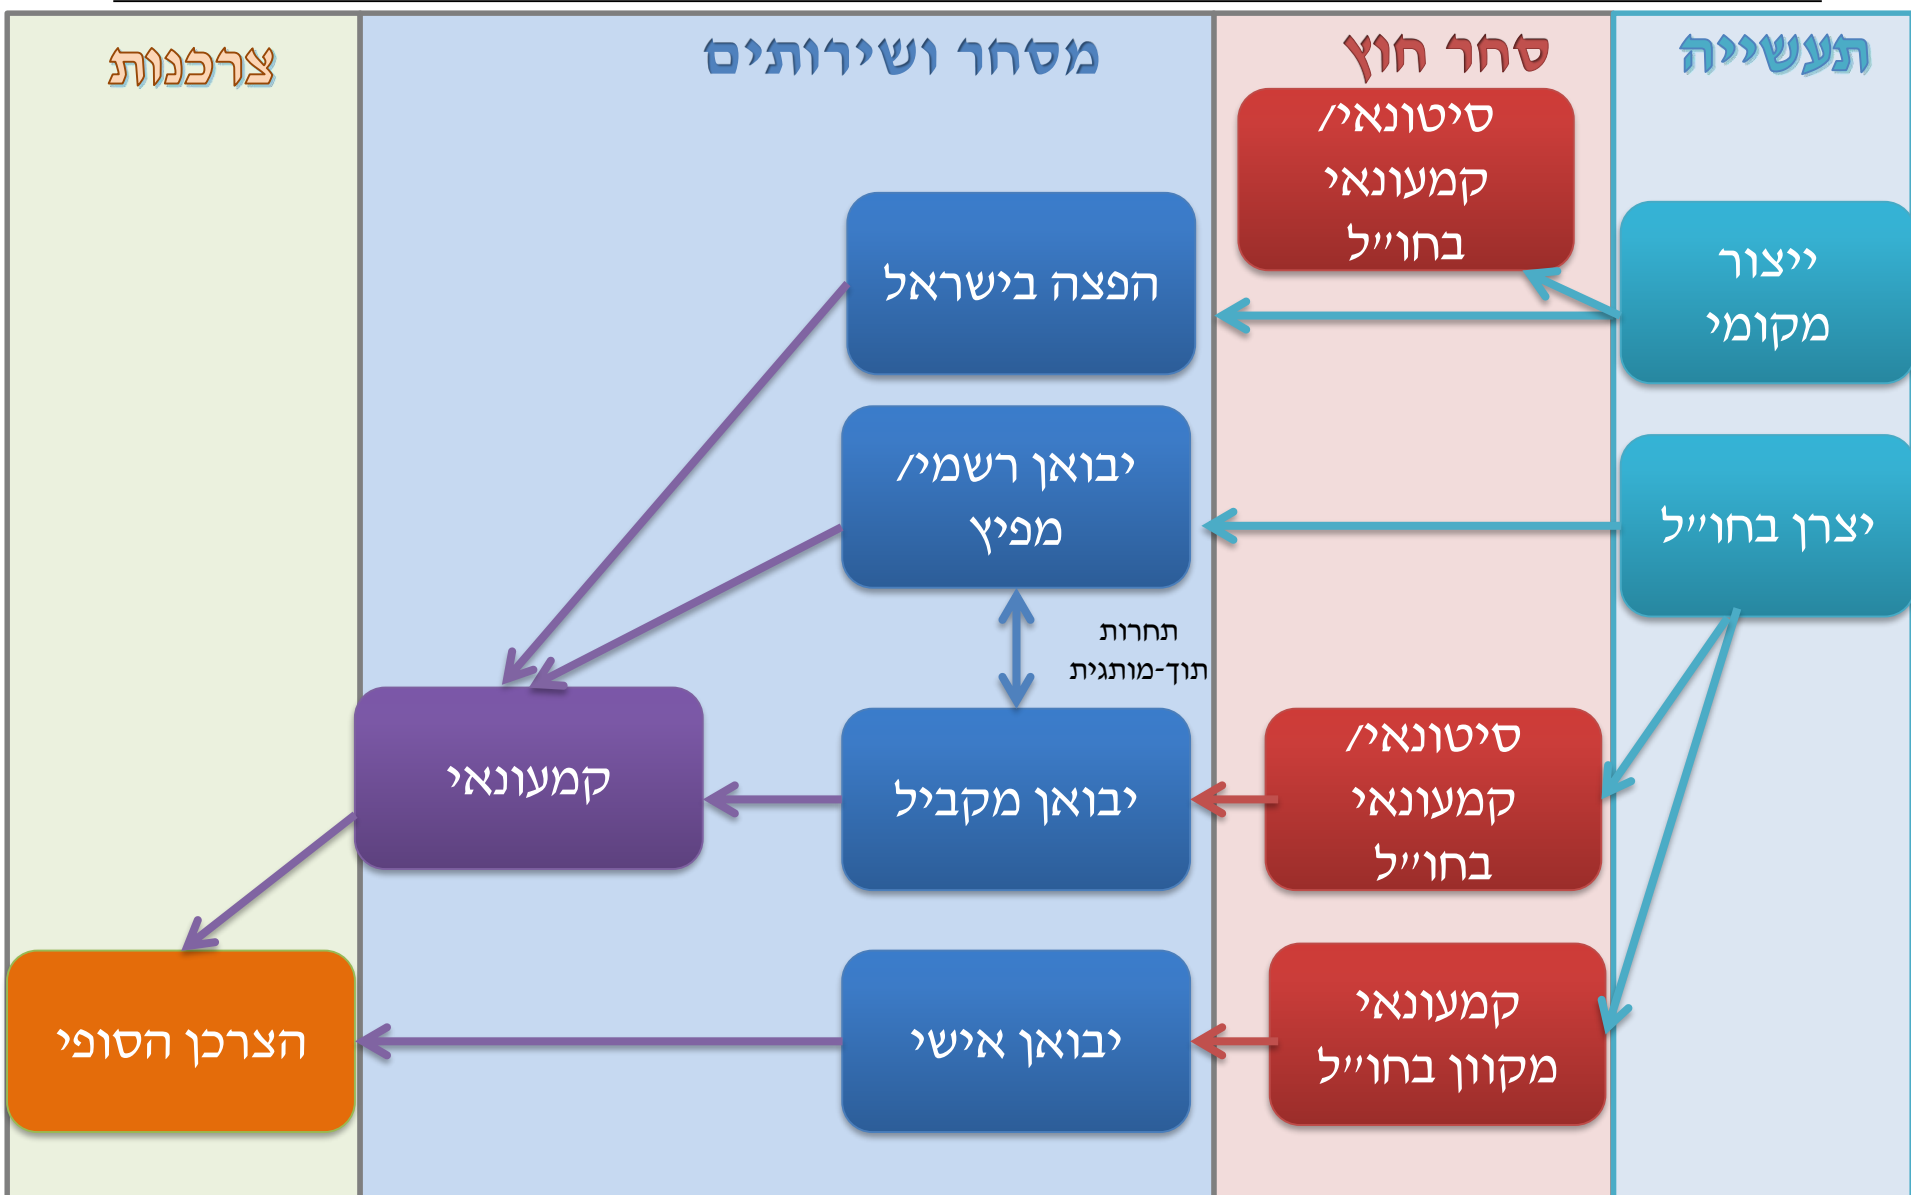 תעשייה
סחר חוץ
מסחר ושירותים
צרכנות
סיטונאי/
קמעונאי
בחו״ל
ייצור
מקומי
הפצה בישראל
יצרן בחו״ל
יבואן רשמי/
מפיץ
תחרות
תוך-מותגית
סיטונאי/
קמעונאי
בחו״ל
יבואן מקביל
קמעונאי
קמעונאי
מקוון בחו״ל
יבואן אישי
הצרכן הסופי